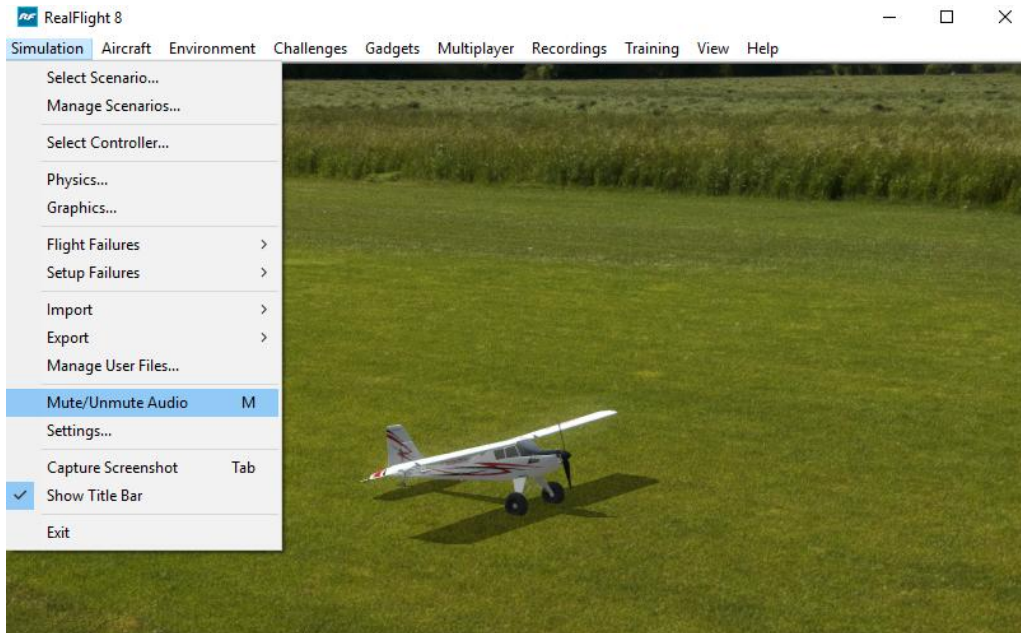 RF RealFlight 8
Simulation Aircraft Environment Challenges Gadgets Multiplayer Recordings Training View Help
Select Scenario...
Manage Scenarios...
Select Controller...
Physics...
Graphics...
Flight Failures
Setup Failures
Import
Export
Manage User Files...
Mute/Unmute Audio M
Settings...
Capture Screenshot Tab
Show Title Bar
Exit